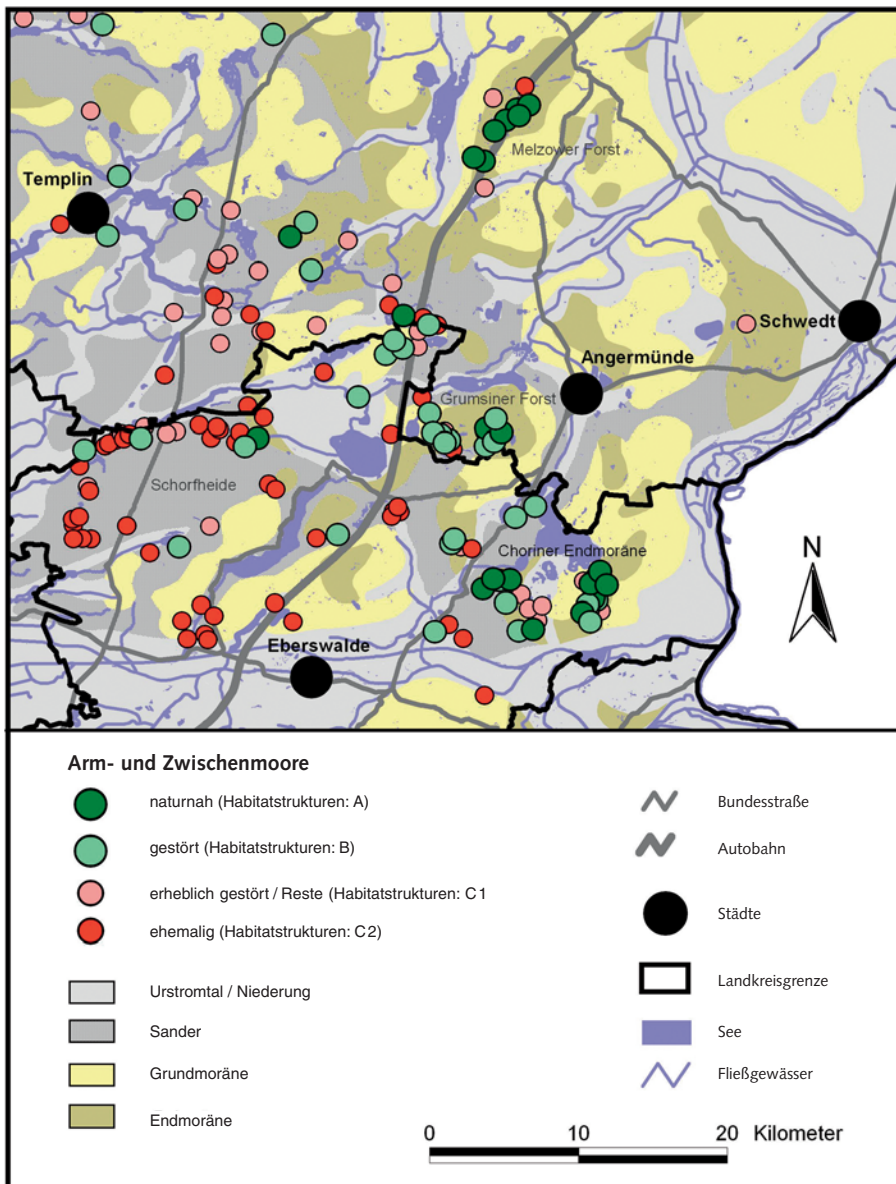 Melzower Forst
Templin
Schwedt
Angermünde
Grumsiner Forst
Schorfheide
Choriner Endmoräne
N
Eberswalde
Arm- und Zwischenmoore
naturnah (Habitatstrukturen: A)
gestört (Habitatstrukturen: B)
erheblich gestört / Reste (Habitatstrukturen: C1
ehemalig (Habitatstrukturen: C2)
Urstromtal / Niederung
Sander
Grundmoräne
Endmoräne
Bundesstraße
Autobahn
Städte
Landkreisgrenze
See
Fließgewässer
0 10 20 Kilometer